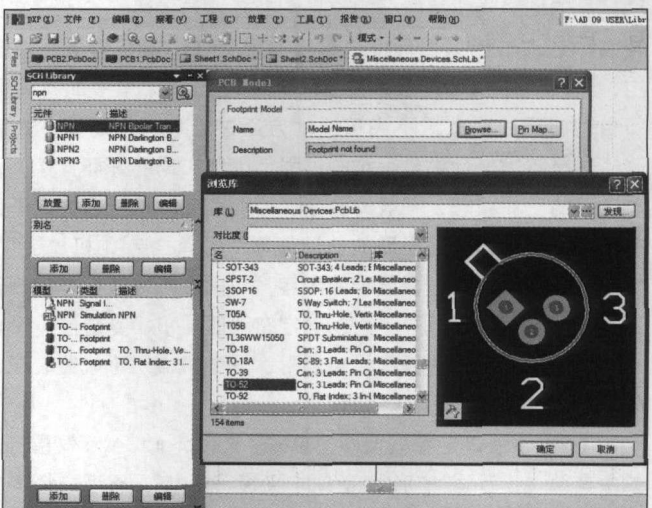 DXP (X) 文件 (F) 编辑 (E) 察看 (V) 工程 (C) 放置 (P) 工具 (T) 报告 (R) 窗口 (W) 帮助 (H) F:\AD 09 USER\Libr
模式
PCB2.PcbDoc PCB1.PcbDoc Sheet1.SchDoc * Sheet2.SchDoc * Miscellaneous Devices.SchLib *
Files
SCH Library
Projects
SCH Library
npn
元件 描述
NPN NPN Bipolar Tran...
NPN1 NPN Darlington B...
NPN2 NPN Darlington B...
NPN3 NPN Darlington B...
放置 添加 删除 编辑
别名
添加 删除 编辑
模型 类型 描述
NPN Signal I...
NPN Simulation NPN
TO-... Footprint
TO-... Footprint TO, Thru-Hole, Ve...
TO-... Footprint TO, Flat Index; 3 I...
添加 删除 编辑
PCB Model
Footprint Model
Name Model Name Browse... Pin Map...
Description Footprint not found
浏览库
库 (L) Miscellaneous Devices.PcbLib 发现...
对比度 (
名 Description 库
SOT-343 SOT-343; 4 Leads; E Miscellaneo
SPST-2 Circuit Breaker; 2 Lea Miscellaneo
SSOP16 SSOP; 16 Leads; Bo Miscellaneo
SW-7 6 Way Switch; 7 Lea Miscellaneo
T05A TO, Thru-Hole, Vertic Miscellaneo
T05B TO, Thru-Hole, Vertic Miscellaneo
TL36WW15050 SPDT Subminiature Miscellaneo
TO-18 Can; 3 Leads; Pin Ci Miscellaneo
TO-18A SC-89; 3 Flat Leads; Miscellaneo
TO-39 Can; 3 Leads; Pin Ci Miscellaneo
TO-52 Can; 3 Leads; Pin Ci Miscellaneo
TO-92 TO, Flat Index; 3 In-L Miscellaneo
154 items
1
2
3
确定 取消